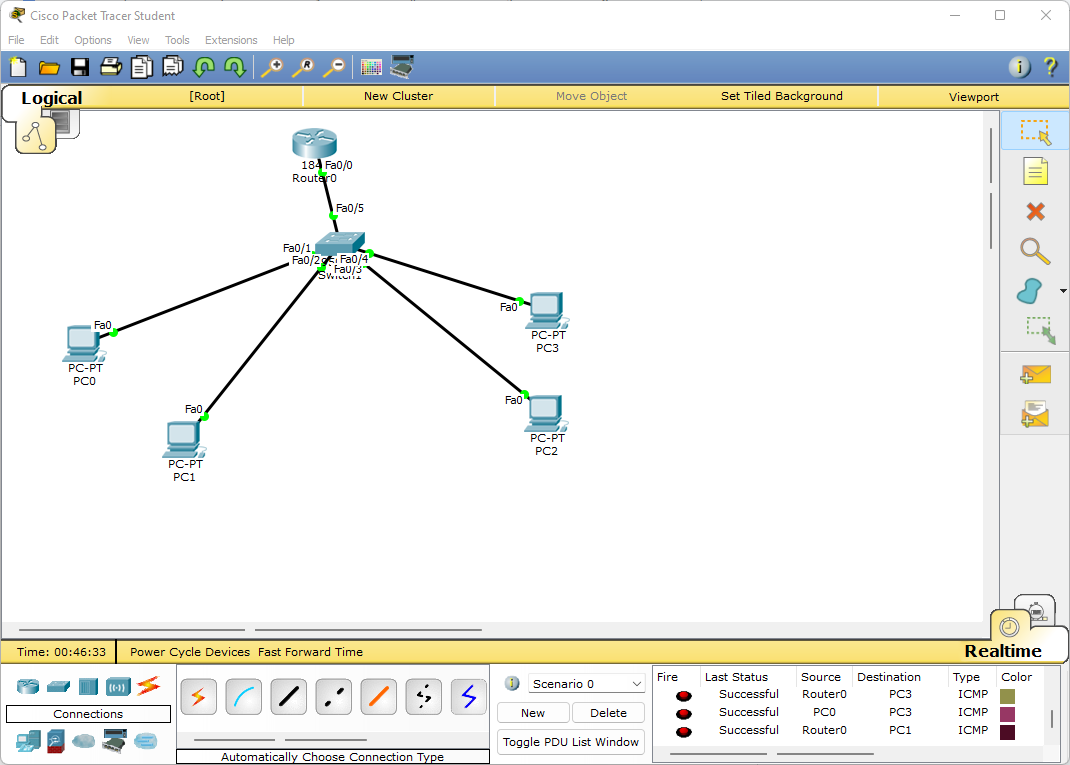 Cisco Packet Tracer Student
File Edit Options View Tools Extensions Help
Logical [Root] New Cluster Move Object Set Tiled Background Viewport
184 Fa0/0
Router0
Fa0/5
Fa0/1
Fa0/2 Fa0/4
Fa0/3
Switch1
Fa0
PC-PT
PC3
Fa0
PC-PT
PC0
Fa0
PC-PT
PC2
Fa0
PC-PT
PC1
Time: 00:46:33 Power Cycle Devices Fast Forward Time
Realtime
Connections
Automatically Choose Connection Type
Scenario 0
New Delete
Toggle PDU List Window
Fire Last Status Source Destination Type Color
Successful Router0 PC3 ICMP
Successful PC0 PC3 ICMP
Successful Router0 PC1 ICMP